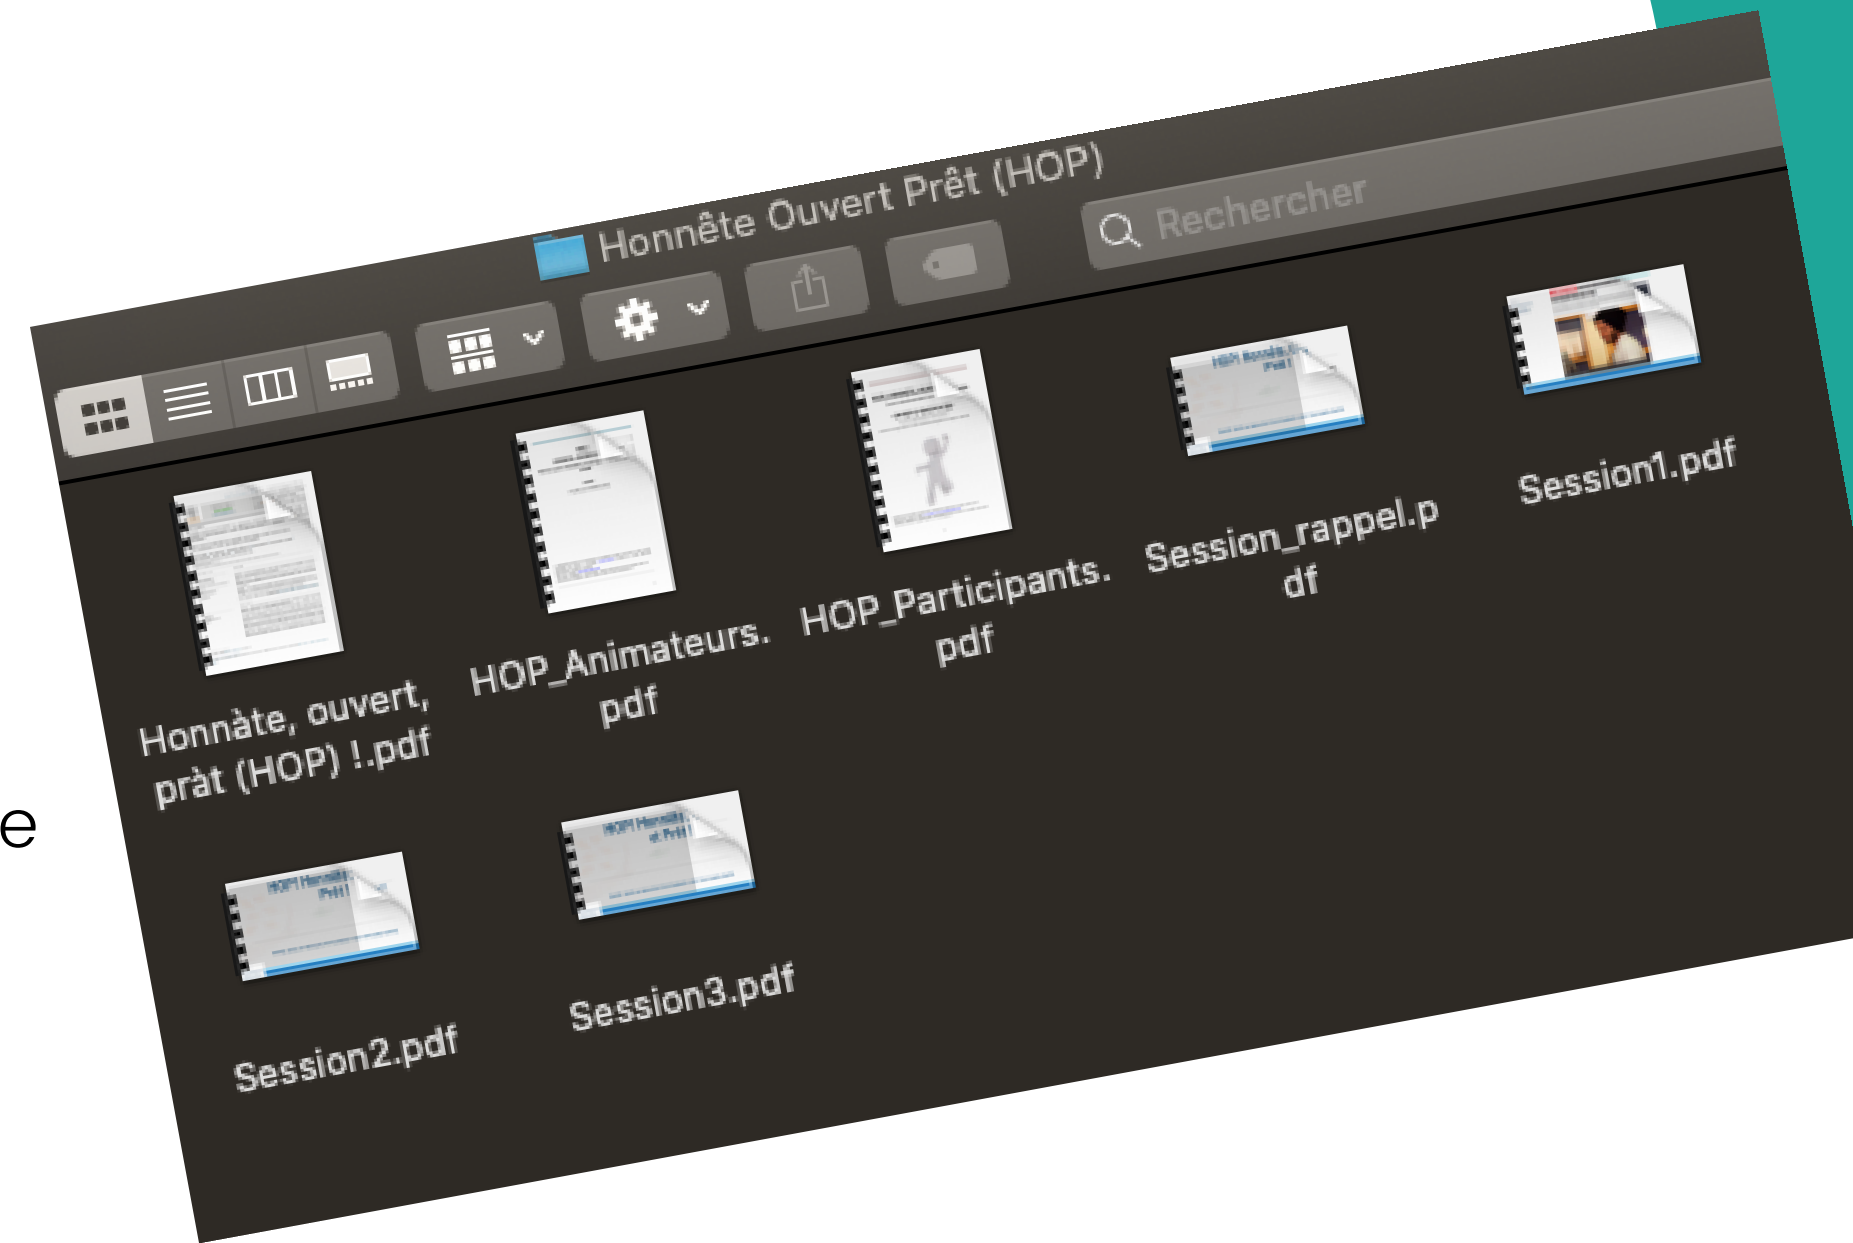 Honnête Ouvert Prêt (HOP)
Rechercher
Honnàte, ouvert,
pràt (HOP) !.pdf
HOP_Animateurs.
pdf
HOP_Participants.
pdf
Session_rappel.p
df
Session1.pdf
e
Session2.pdf
Session3.pdf